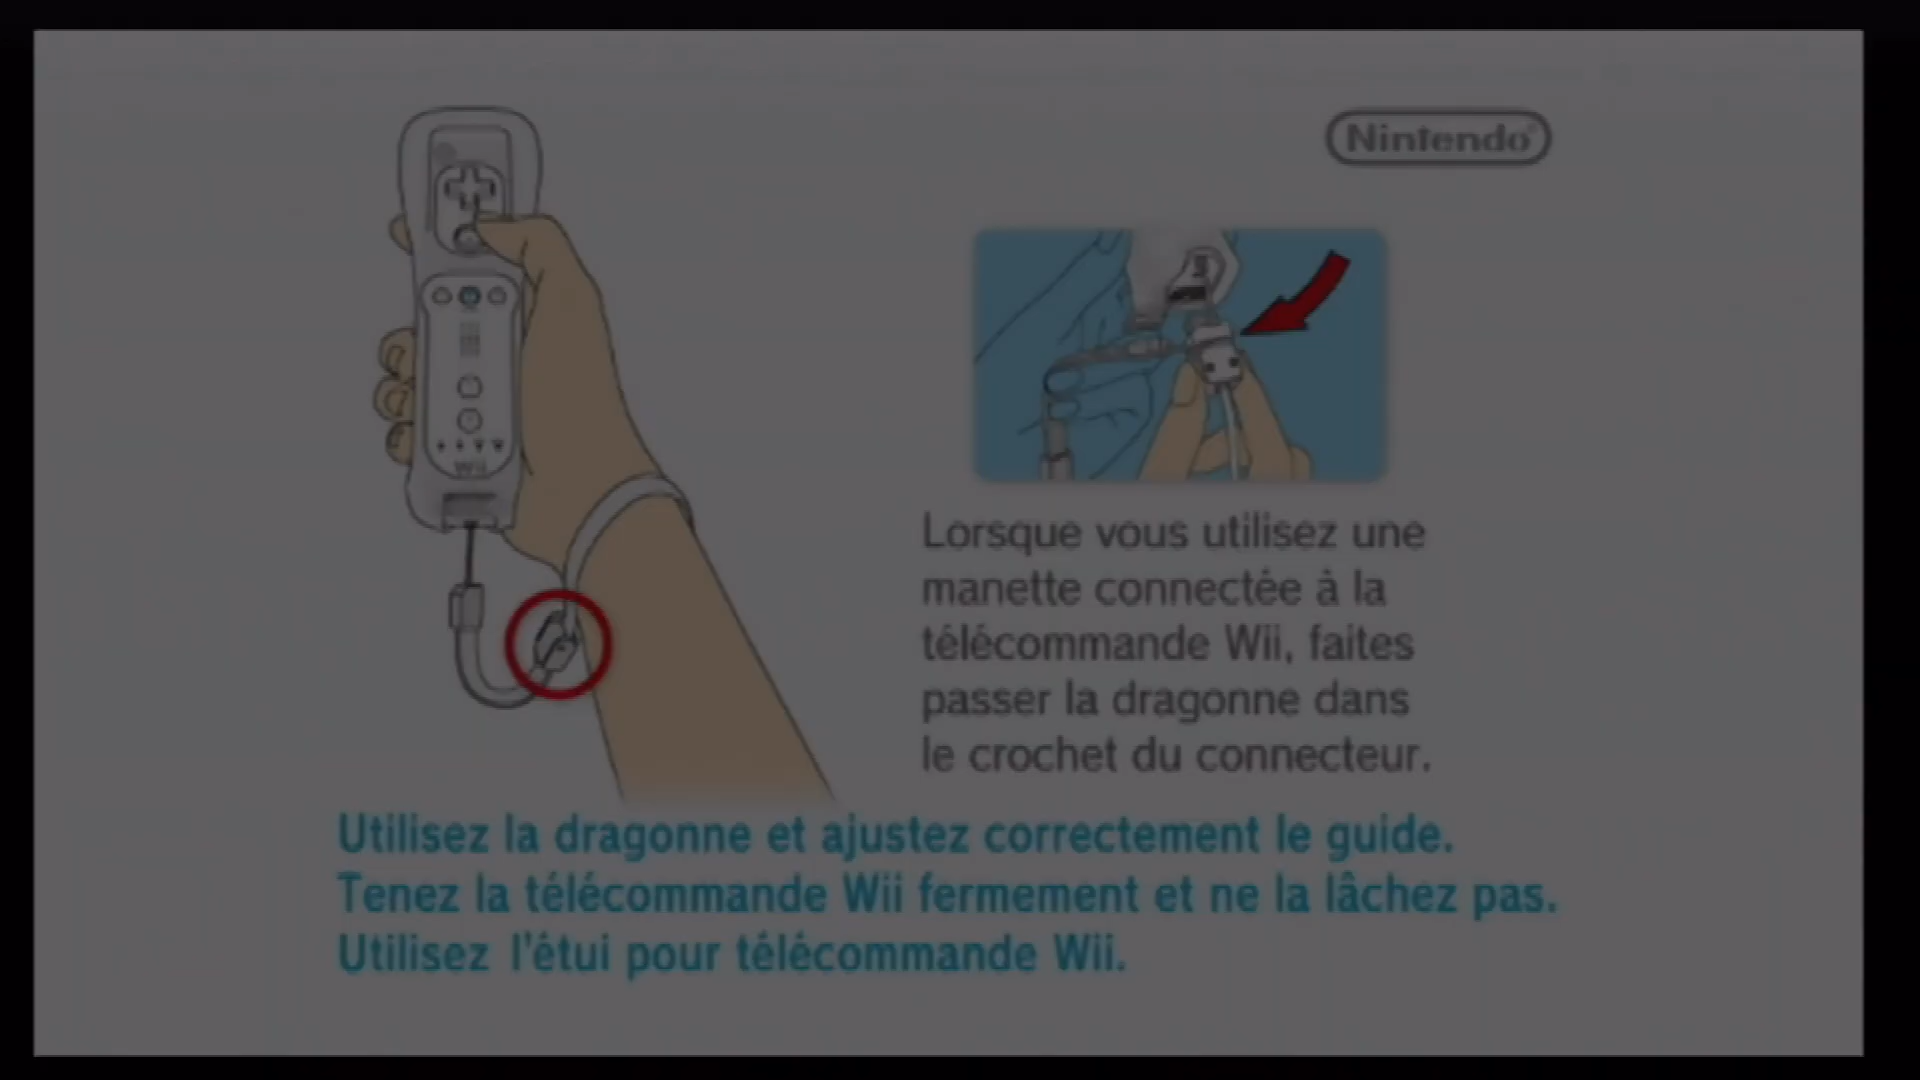 Nintendo
Wii
Lorsque vous utilisez une
manette connectée à la
télécommande Wii, faites
passer la dragonne dans
le crochet du connecteur.
Utilisez la dragonne et ajustez correctement le guide.
Tenez la télécommande Wii fermement et ne la lâchez pas.
Utilisez l'étui pour télécommande Wii.